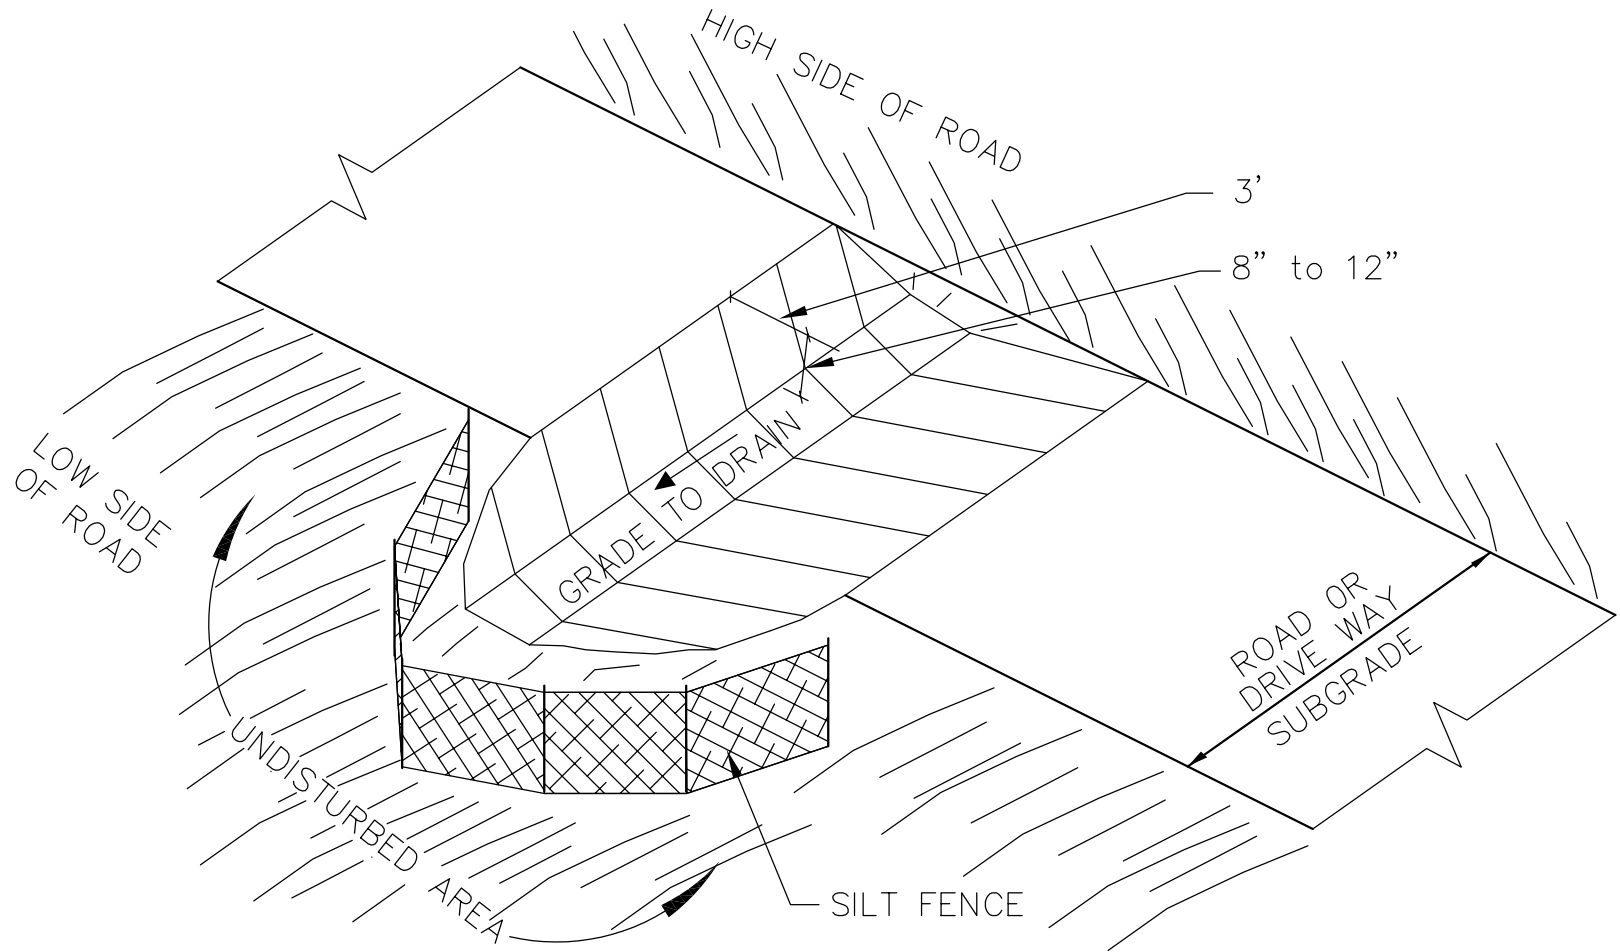 HIGH SIDE OF ROAD
3’
8” to 12”
LOW SIDE
OF ROAD
GRADE TO DRAIN
ROAD OR
DRIVE WAY
SUBGRADE
UNDISTURBED AREA
SILT FENCE